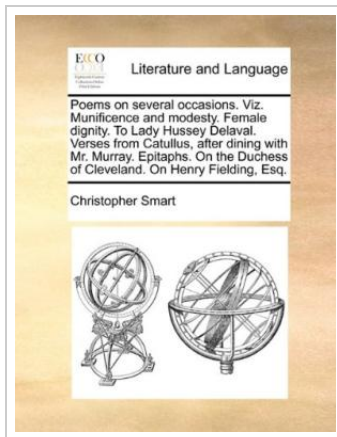 ECCO
Literature and Language
Poems on several occasions. Viz.
Munificence and modesty. Female
dignity. To Lady Hussey Delaval.
Verses from Catullus, after dining with
Mr. Murray. Epitaphs. On the Duchess
of Cleveland. On Henry Fielding, Esq.
Christopher Smart